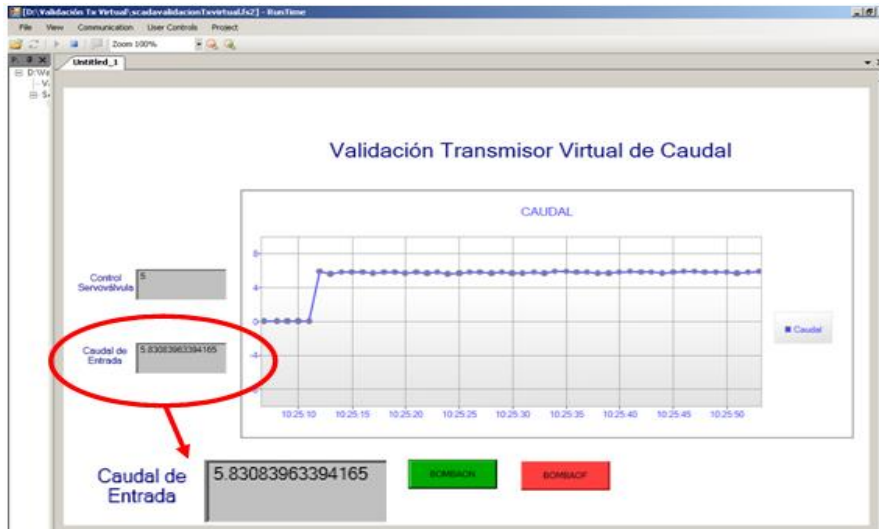 [D:\Validación Tx Virtual\scadavalidacionTxvirtual.fs2] - RunTime
File View Communication User Controls Project
Zoom 100%
Untitled_1
Validación Transmisor Virtual de Caudal
CAUDAL
8
4
0
-4
Control
Servoválvula
5
Caudal de
Entrada
5.83083963394165
Caudal
10:25:10 10:25:15 10:25:20 10:25:25 10:25:30 10:25:35 10:25:40 10:25:45 10:25:50
Caudal de
Entrada
5.83083963394165
BOMBAON
BOMBAOF